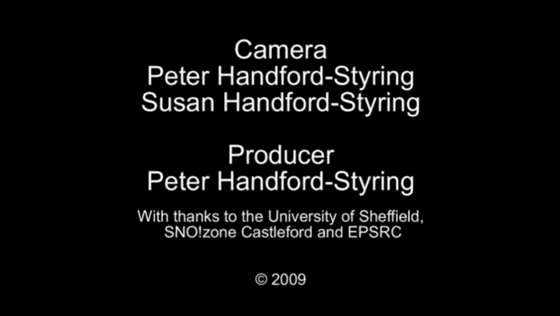 Camera
Peter Handford-Styring
Susan Handford-Styring
Producer
Peter Handford-Styring
With thanks to the University of Sheffield,
SNO!zone Castleford and EPSRC
© 2009